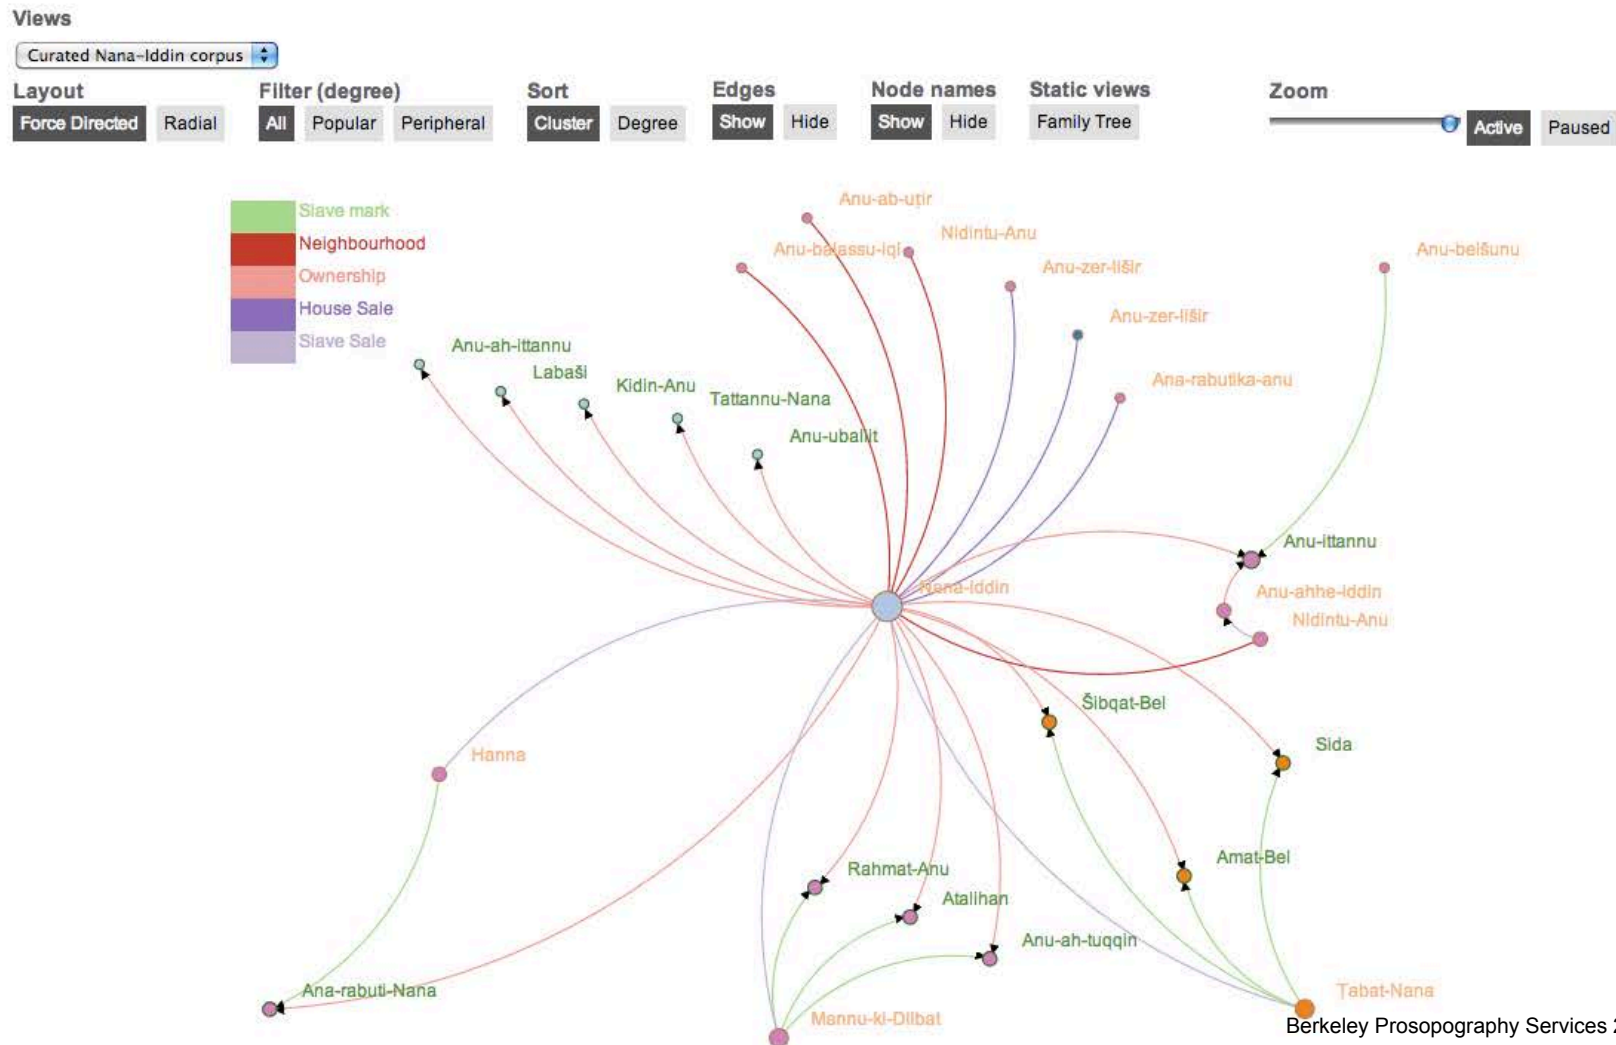 Views
Curated Nana-Iddin corpus
Layout Filter (degree) Sort Edges Node names Static views Zoom
Force Directed Radial All Popular Peripheral Cluster Degree Show Hide Show Hide Family Tree Active Paused
Slave mark
Neighbourhood
Ownership
House Sale
Slave Sale
Anu-ab-uṭir
Nidintu-Anu
Anu-balassu-iqi
Anu-belšunu
Anu-zer-lišir
Anu-zer-lišir
Anu-ah-ittannu
Labaši
Kidin-Anu
Ana-rabutika-anu
Tattannu-Nana
Anu-uballit
Anu-ittannu
Nana-Iddin
Anu-ahhe-Iddin
Nidintu-Anu
Šibqat-Bel
Sida
Hanna
Amat-Bel
Rahmat-Anu
Atalihan
Anu-ah-tuqqin
Ana-rabuti-Nana
Ṭabat-Nana
Mannu-ki-Dilbat
Berkeley Prosopography Services